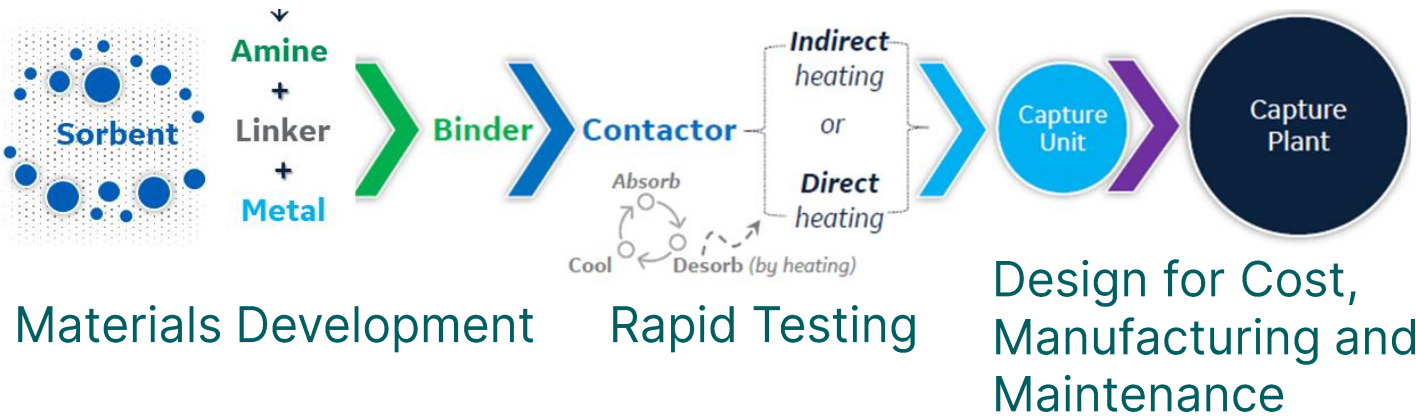 Sorbent
Amine
+
Linker
+
Metal
Binder
Contactor
Absorb
Cool
Desorb (by heating)
Indirect
heating
or
Direct
heating
Capture
Unit
Capture
Plant
Materials Development
Rapid Testing
Design for Cost,
Manufacturing and
Maintenance